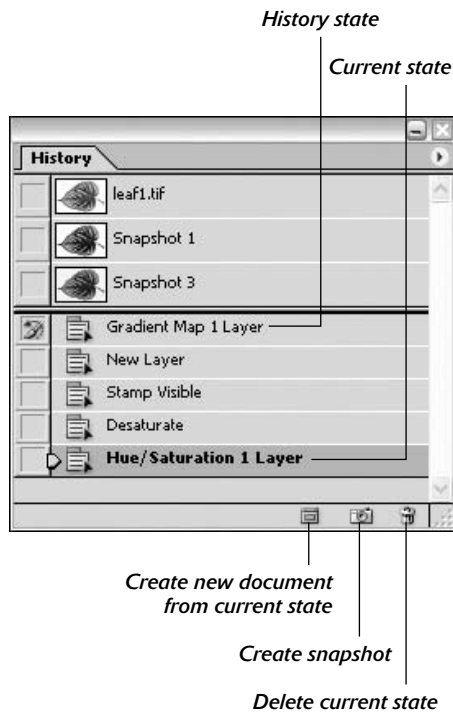 History state
Current state
History
leaf1.tif
Snapshot 1
Snapshot 3
Gradient Map 1 Layer
New Layer
Stamp Visible
Desaturate
Hue/Saturation 1 Layer
Create new document
from current state
Create snapshot
Delete current state